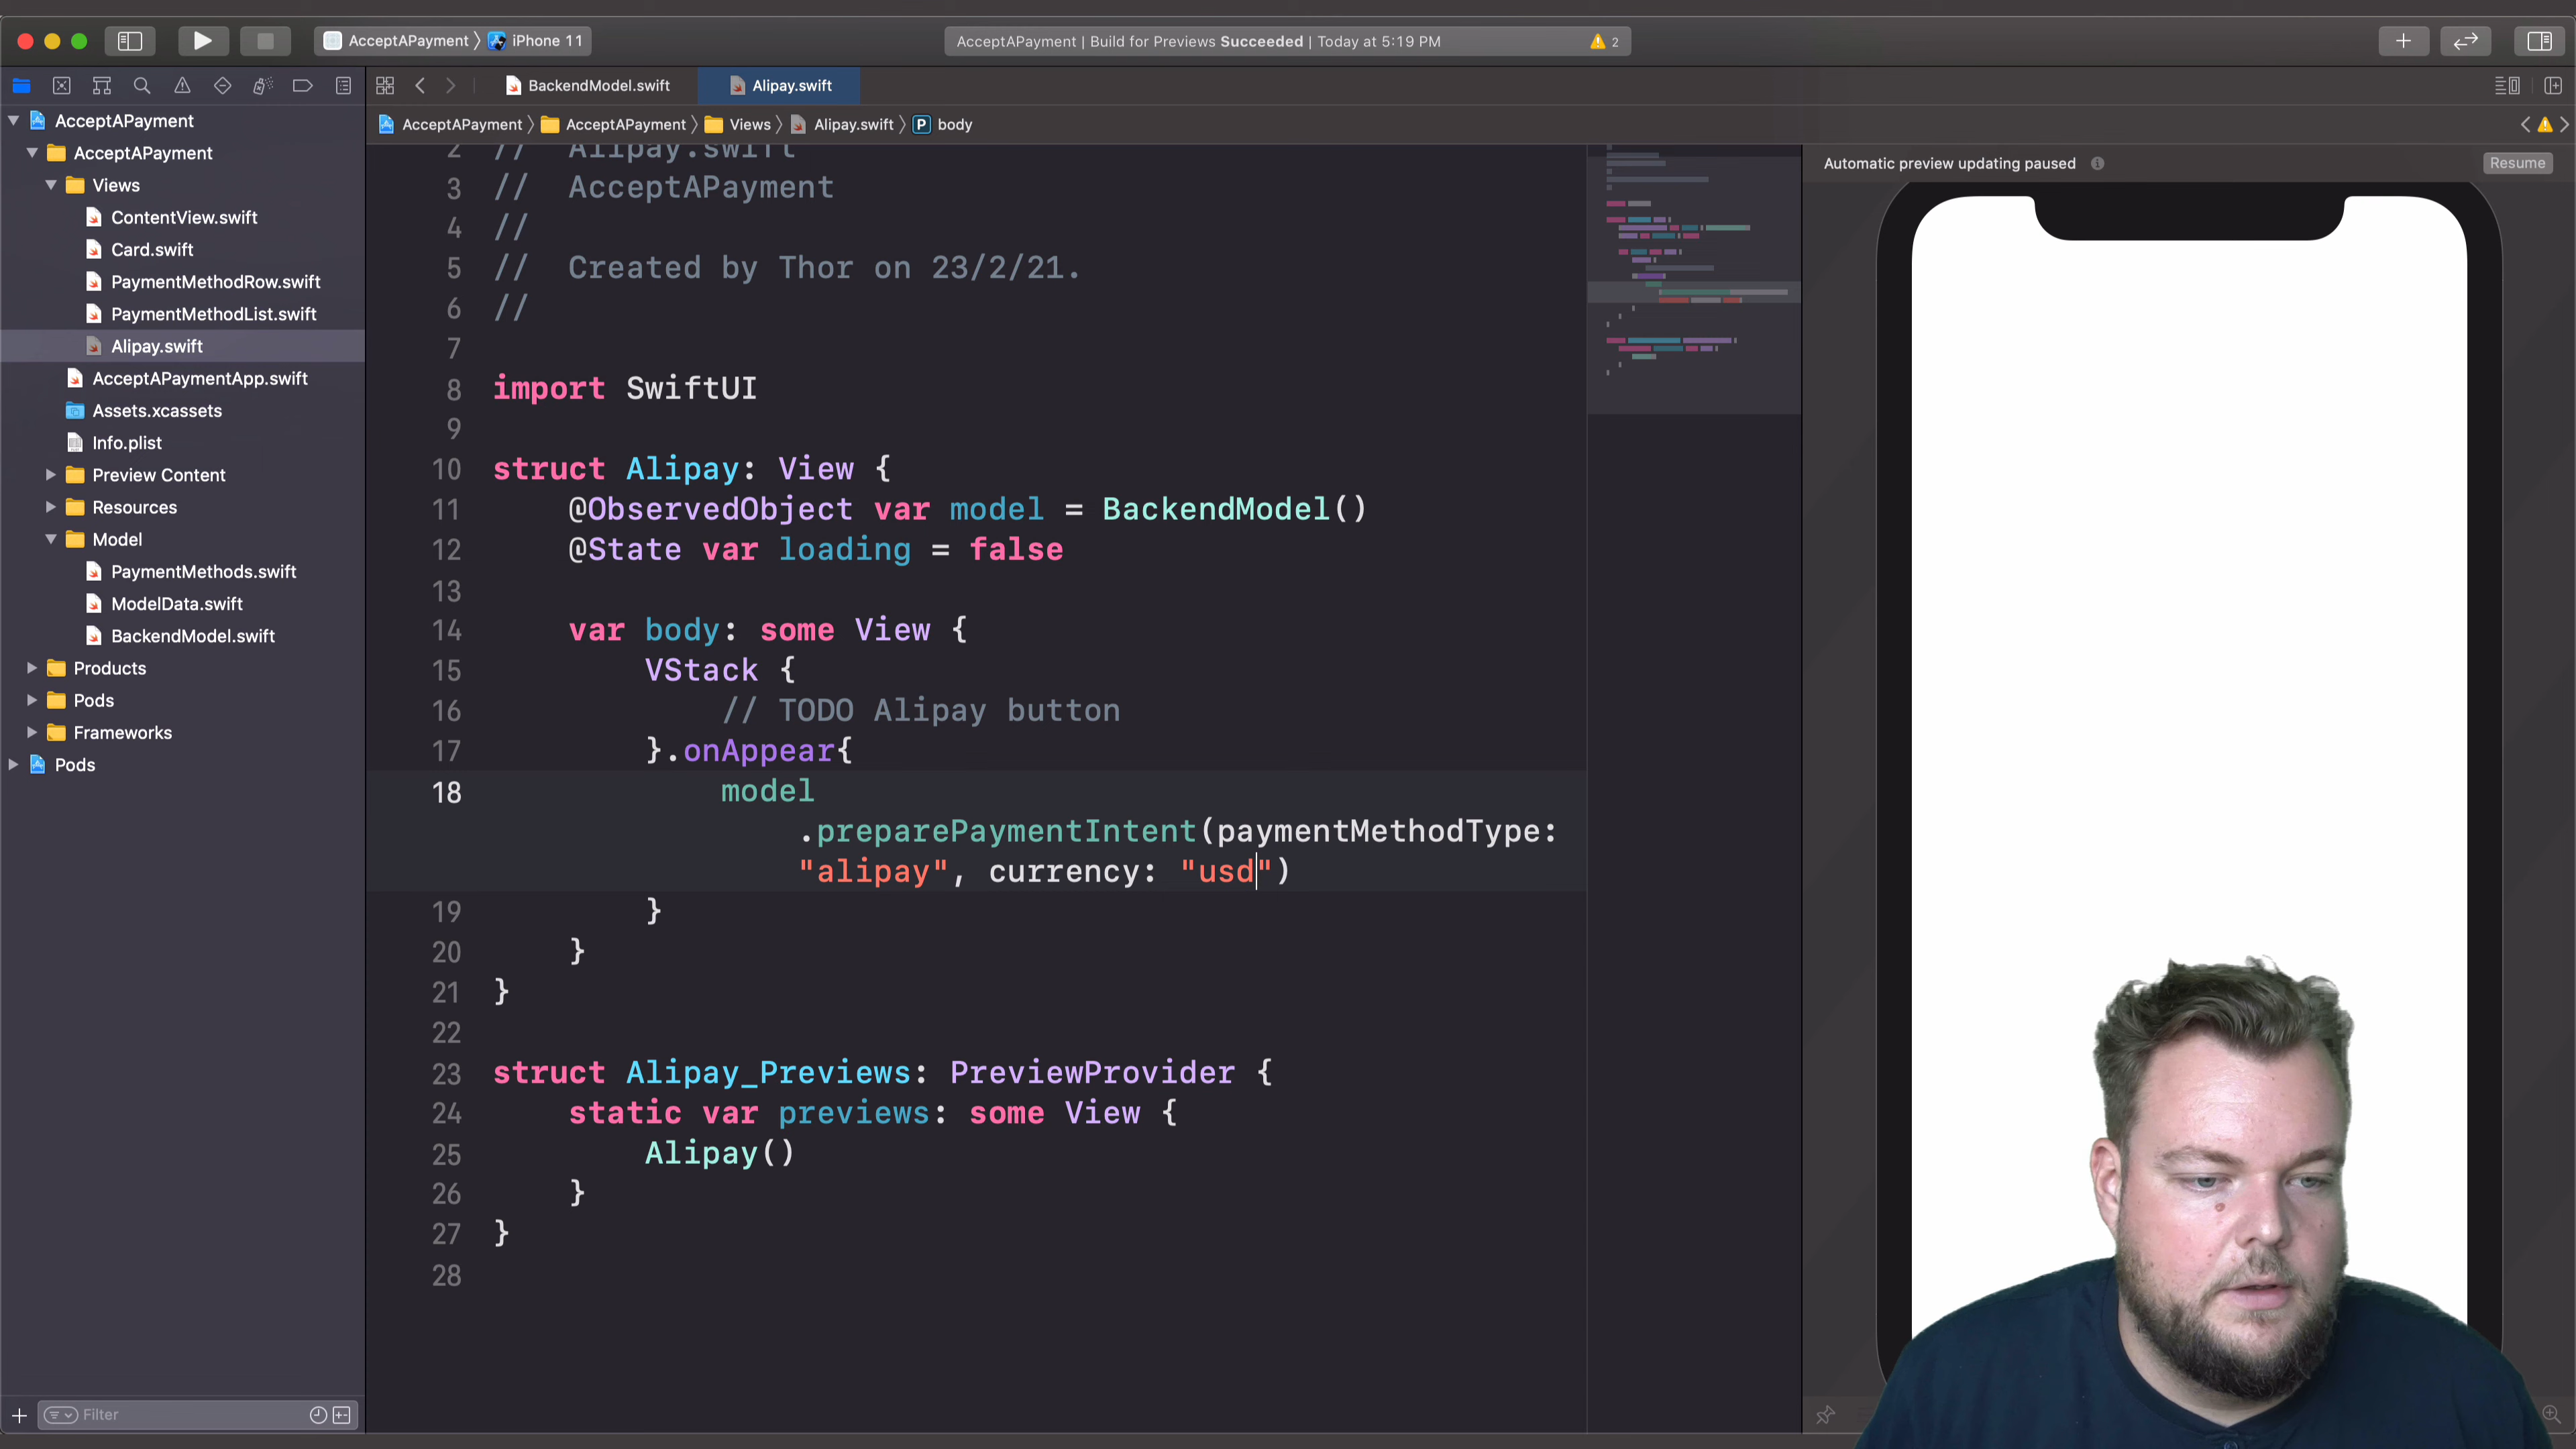 AcceptAPayment
iPhone 11
AcceptAPayment | Build for Previews Succeeded | Today at 5:19 PM
2
BackendModel.swift
Alipay.swift
AcceptAPayment
AcceptAPayment
Views
Alipay.swift
P
body
AcceptAPayment
AcceptAPayment
Views
ContentView.swift
Card.swift
PaymentMethodRow.swift
PaymentMethodList.swift
Alipay.swift
AcceptAPaymentApp.swift
Assets.xcassets
Info.plist
Preview Content
Resources
Model
PaymentMethods.swift
ModelData.swift
BackendModel.swift
Products
Pods
Frameworks
Pods
Filter
2 // Alipay.swift
3 // AcceptAPayment
4 //
5 // Created by Thor on 23/2/21.
6 //
7
8 import SwiftUI
9
10 struct Alipay: View {
11 @ObservedObject var model = BackendModel()
12 @State var loading = false
13
14 var body: some View {
15 VStack {
16 // TODO Alipay button
17 }.onAppear{
18 model
.preparePaymentIntent(paymentMethodType:
"alipay", currency: "usd")
19 }
20 }
21 }
22
23 struct Alipay_Previews: PreviewProvider {
24 static var previews: some View {
25 Alipay()
26 }
27 }
28
Automatic preview updating paused
Resume